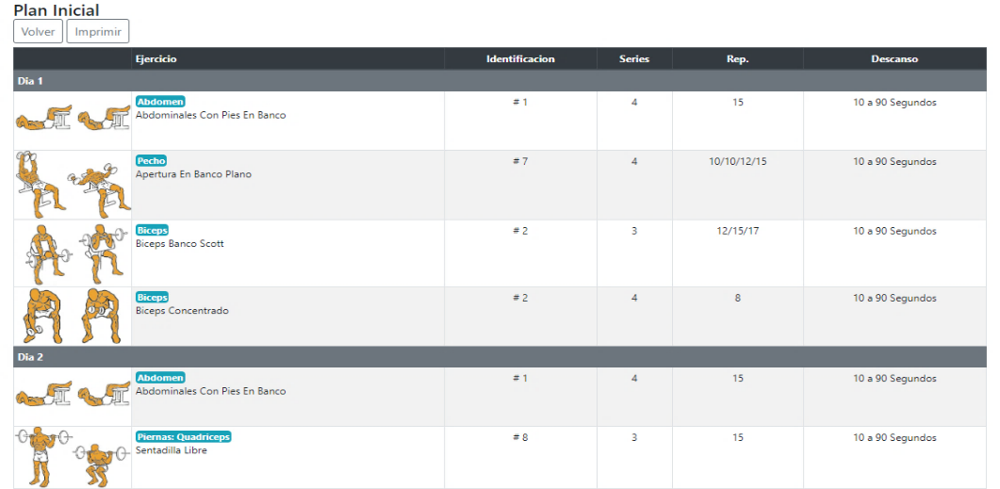 Plan Inicial
Volver Imprimir
Ejercicio Identificacion Series Rep. Descanso
Dia 1
Abdomen # 1 4 15 10 a 90 Segundos
Abdominales Con Pies En Banco
Pecho # 7 4 10/10/12/15 10 a 90 Segundos
Apertura En Banco Plano
Biceps # 2 3 12/15/17 10 a 90 Segundos
Biceps Banco Scott
Biceps # 2 4 8 10 a 90 Segundos
Biceps Concentrado
Dia 2
Abdomen # 1 4 15 10 a 90 Segundos
Abdominales Con Pies En Banco
Piernas: Quadriceps # 8 3 15 10 a 90 Segundos
Sentadilla Libre